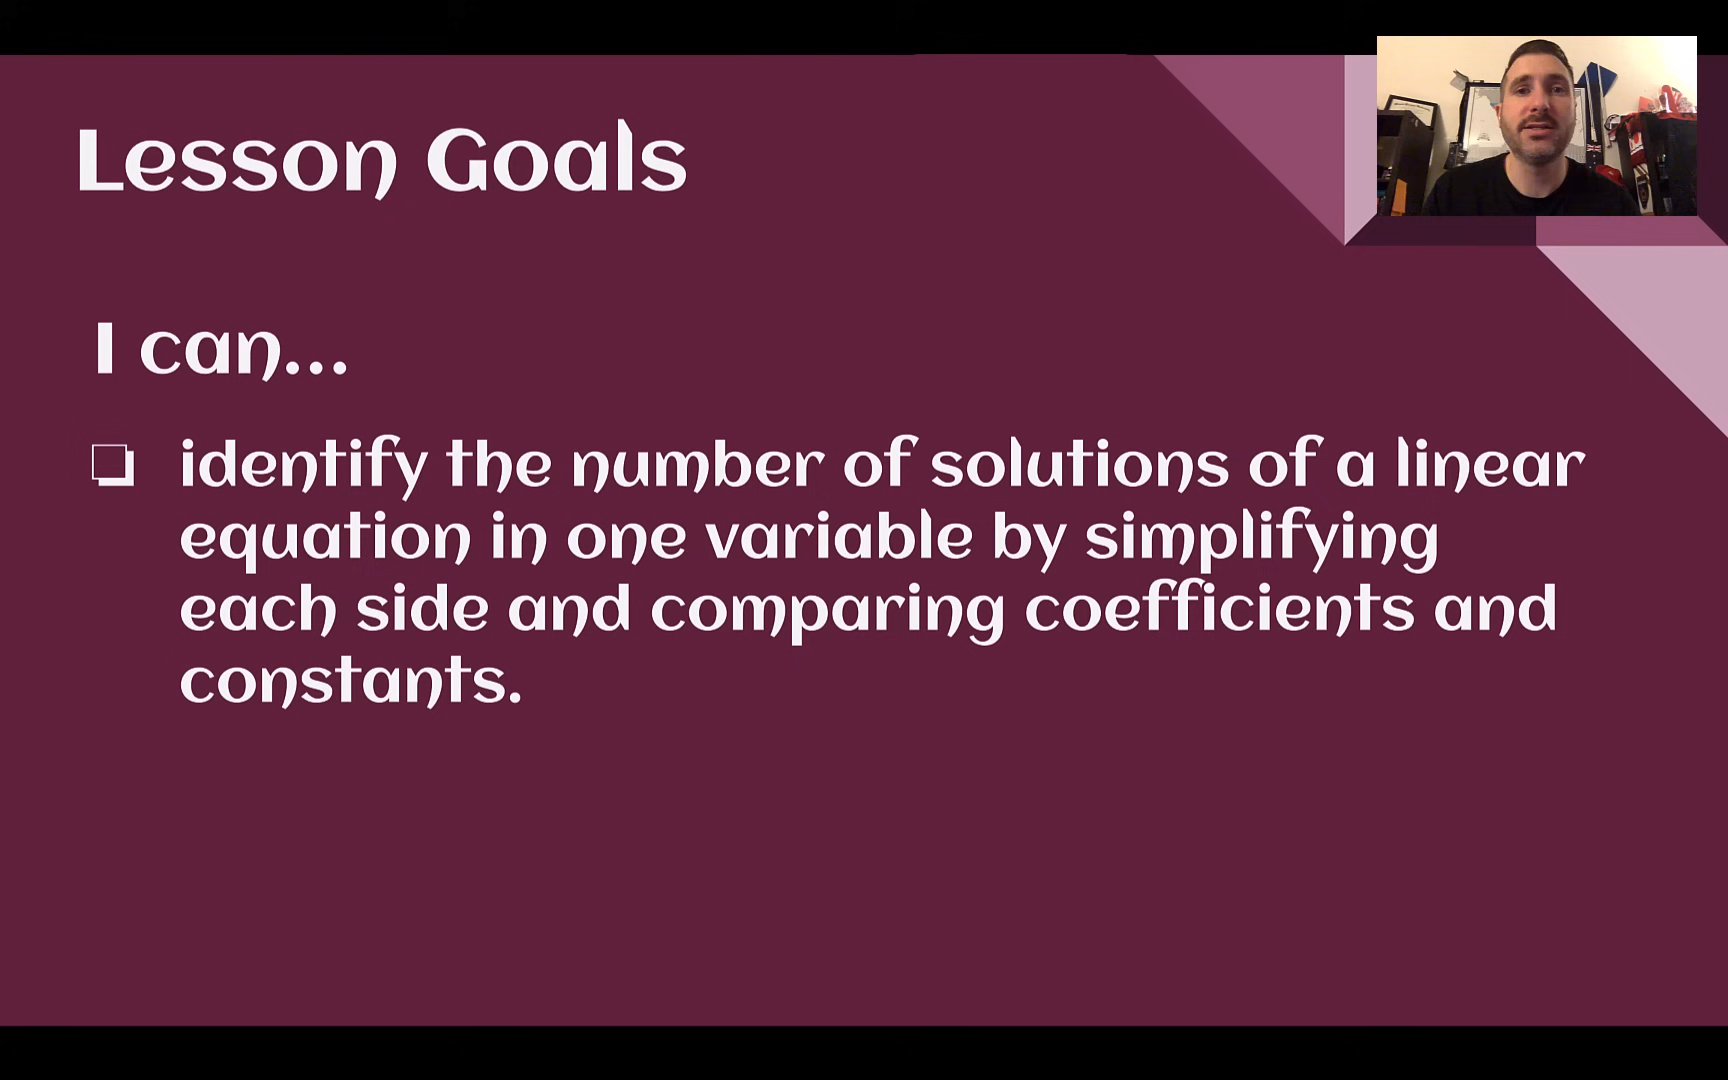 Lesson Goals
I can...
identify the number of solutions of a linear
equation in one variable by simplifying
each side and comparing coefficients and
constants.